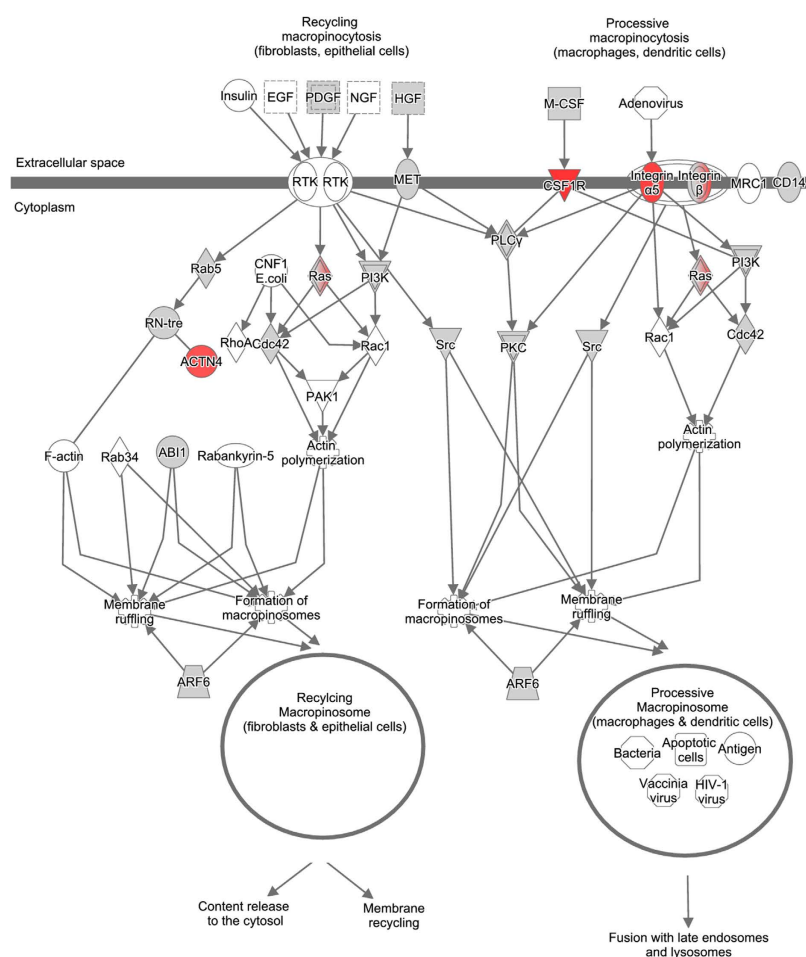 Recycling
macropinocytosis
(fibroblasts, epithelial cells)
Processive
macropinocytosis
(macrophages, dendritic cells)
Insulin
EGF
PDGF
NGF
HGF
M-CSF
Adenovirus
Extracellular space
RTK
RTK
MET
CSF1R
Integrin
α5
Integrin
β
MRC1
CD14
Cytoplasm
PLCγ
Rab5
CNF1
E.coli
Ras
PI3K
Ras
PI3K
RN-tre
RhoA
Cdc42
Rac1
Src
PKC
Src
Rac1
Cdc42
ACTN4
PAK1
F-actin
Rab34
ABI1
Rabankyrin-5
Actin
polymerization
Actin
polymerization
Membrane
ruffling
Formation of
macropinosomes
Formation of
macropinosomes
Membrane
ruffling
ARF6
ARF6
Recylcing
Macropinosome
(fibroblasts & epithelial cells)
Processive
Macropinosome
(macrophages & dendritic cells)
Bacteria
Apoptotic
cells
Antigen
Vaccinia
virus
HIV-1
virus
Content release
to the cytosol
Membrane
recycling
Fusion with late endosomes
and lysosomes